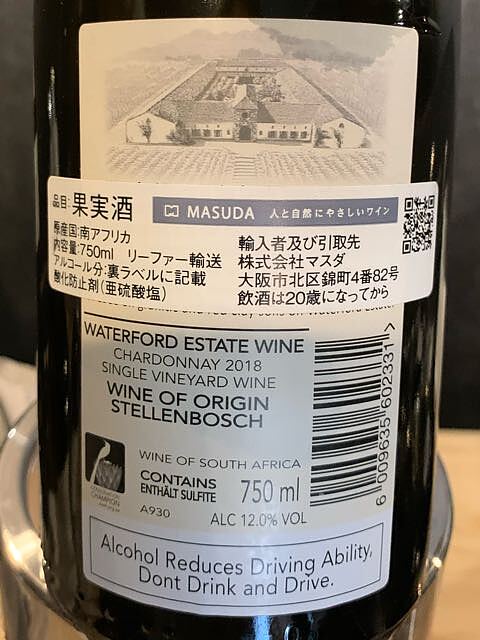 品目: 果実酒
MASUDA 人と自然にやさしいワイン
原産国:南アフリカ
内容量:750ml リーファー輸送
アルコール分:裏ラベルに記載
酸化防止剤(亜硫酸塩)
輸入者及び引取先
株式会社マスダ
大阪市北区錦町4番82号
飲酒は20歳になってから
WATERFORD ESTATE WINE
CHARDONNAY 2018
SINGLE VINEYARD WINE
WINE OF ORIGIN
STELLENBOSCH
WINE OF SOUTH AFRICA
CONTAINS
ENTHÄLT SULFITE
750 ml
A930
ALC 12.0% VOL
CHAMPION
6 009635 602331 >
Alcohol Reduces Driving Ability,
Dont Drink and Drive.